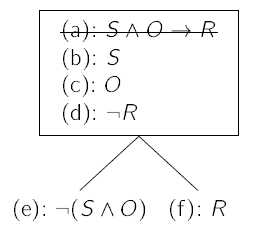 (a): S ∧ O → R
(b): S
(c): O
(d): ¬R
(e): ¬(S ∧ O) (f): R